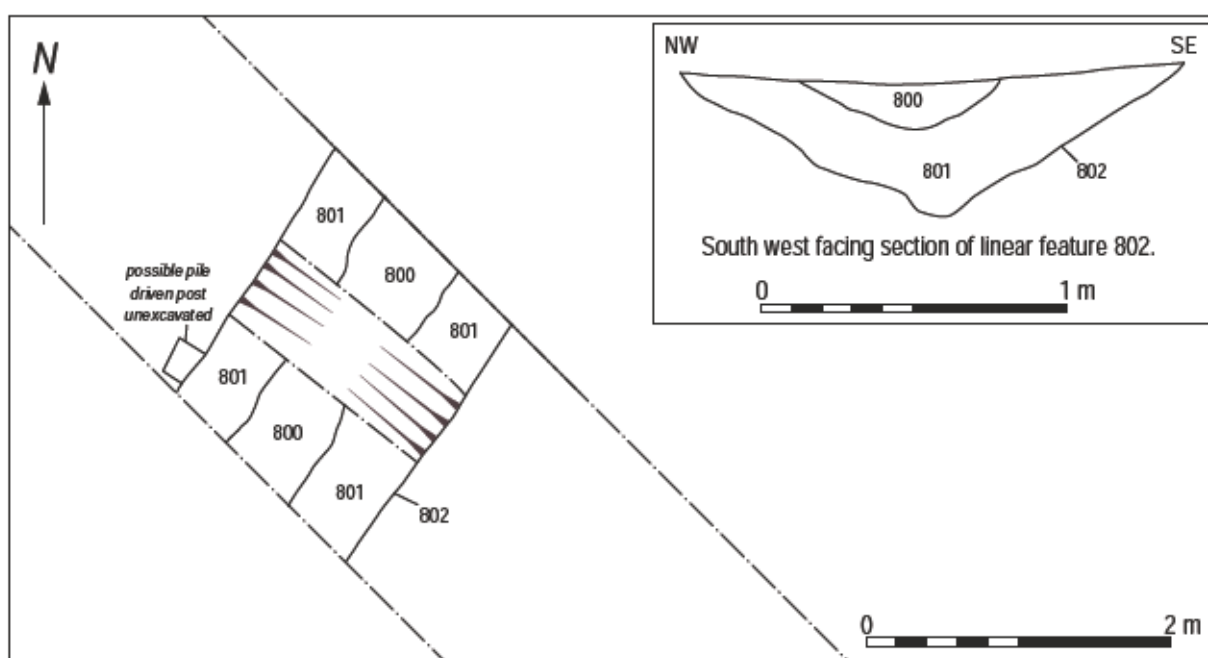 N
possible pile
driven post
unexcavated
801
800
801
801
800
801
802
NW
SE
800
801
802
South west facing section of linear feature 802.
0 1 m
0 2 m